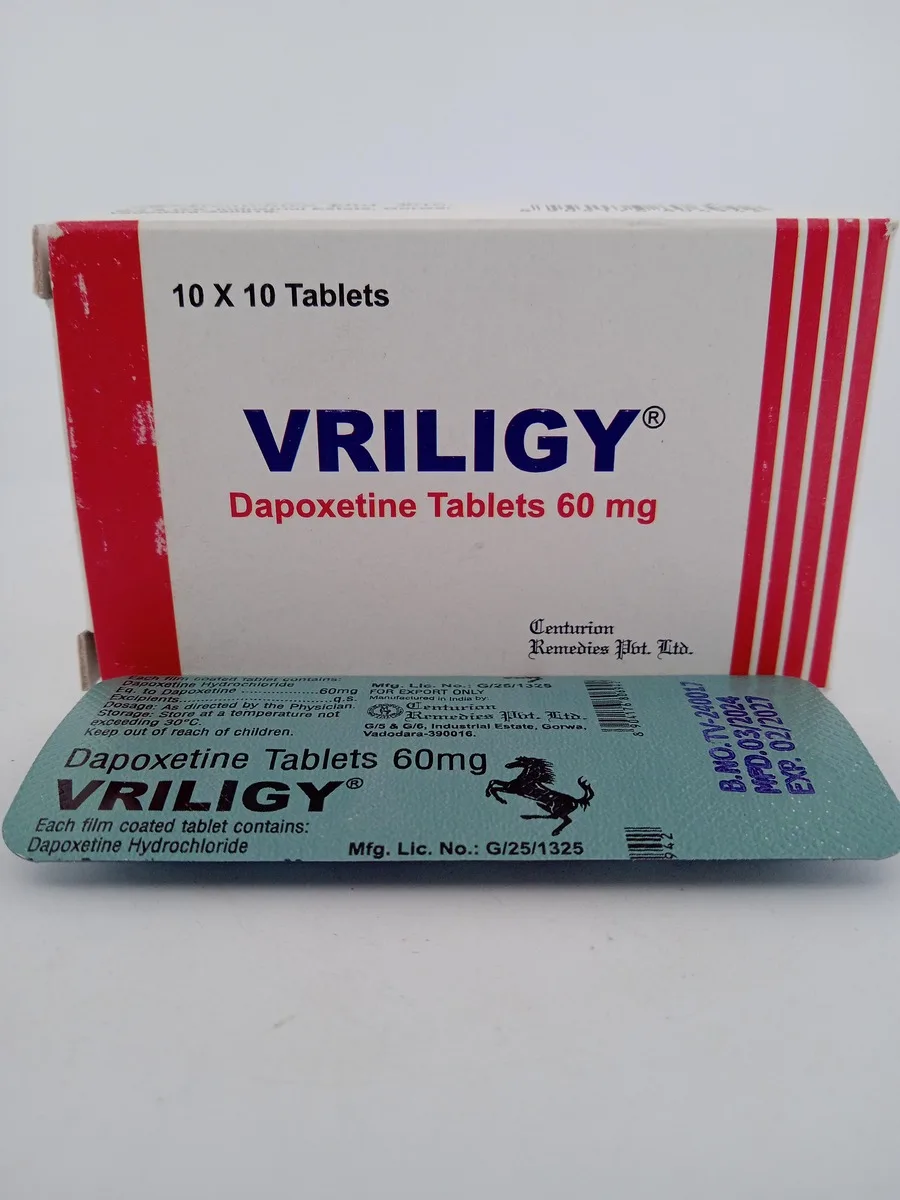 10 X 10 Tablets
VRILIGY®
Dapoxetine Tablets 60 mg
Centurion
Remedies Pvt. Ltd.
Each film coated tablet contains:
Dapoxetine Hydrochloride
Eq. to Dapoxetine ..................60mg
Excipients..............................q.s.
Dosage: As directed by the Physician.
Storage: Store at a temperature not
exceeding 30°C.
Keep out of reach of children.
Mfg. Lic. No.: G/25/1325
FOR EXPORT ONLY
Manufactured in India by:
Centurion
Remedies Pvt. Ltd.
G/5 & G/6, Industrial Estate, Gorwa,
Vadodara-390016.
B.NO.TV-240017
MFD.03/2024
EXP. 02/2027
Dapoxetine Tablets 60mg
VRILIGY®
Each film coated tablet contains:
Dapoxetine Hydrochloride
Mfg. Lic. No.: G/25/1325